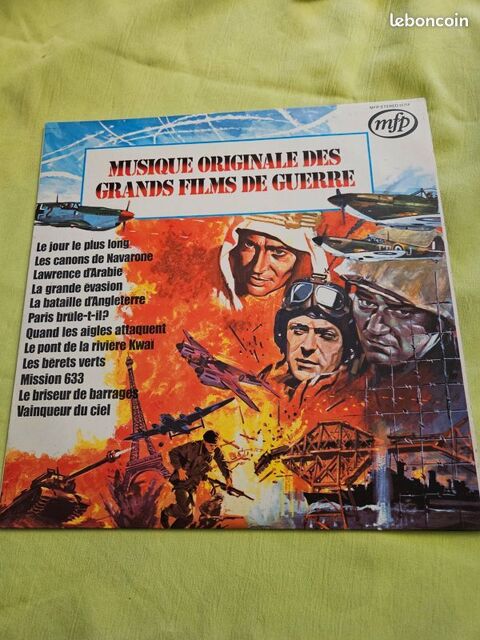 leboncoin
mfp
MUSIQUE ORIGINALE DES
GRANDS FILMS DE GUERRE
Le jour le plus long
Les canons de Navarone
Lawrence d'Arabie
La grande évasion
La bataille d'Angleterre
Paris brûle-t-il?
Quand les aigles attaquent
Le pont de la rivière Kwaï
Les bérets verts
Mission 633
Le briseur de barrages
Vainqueur du ciel